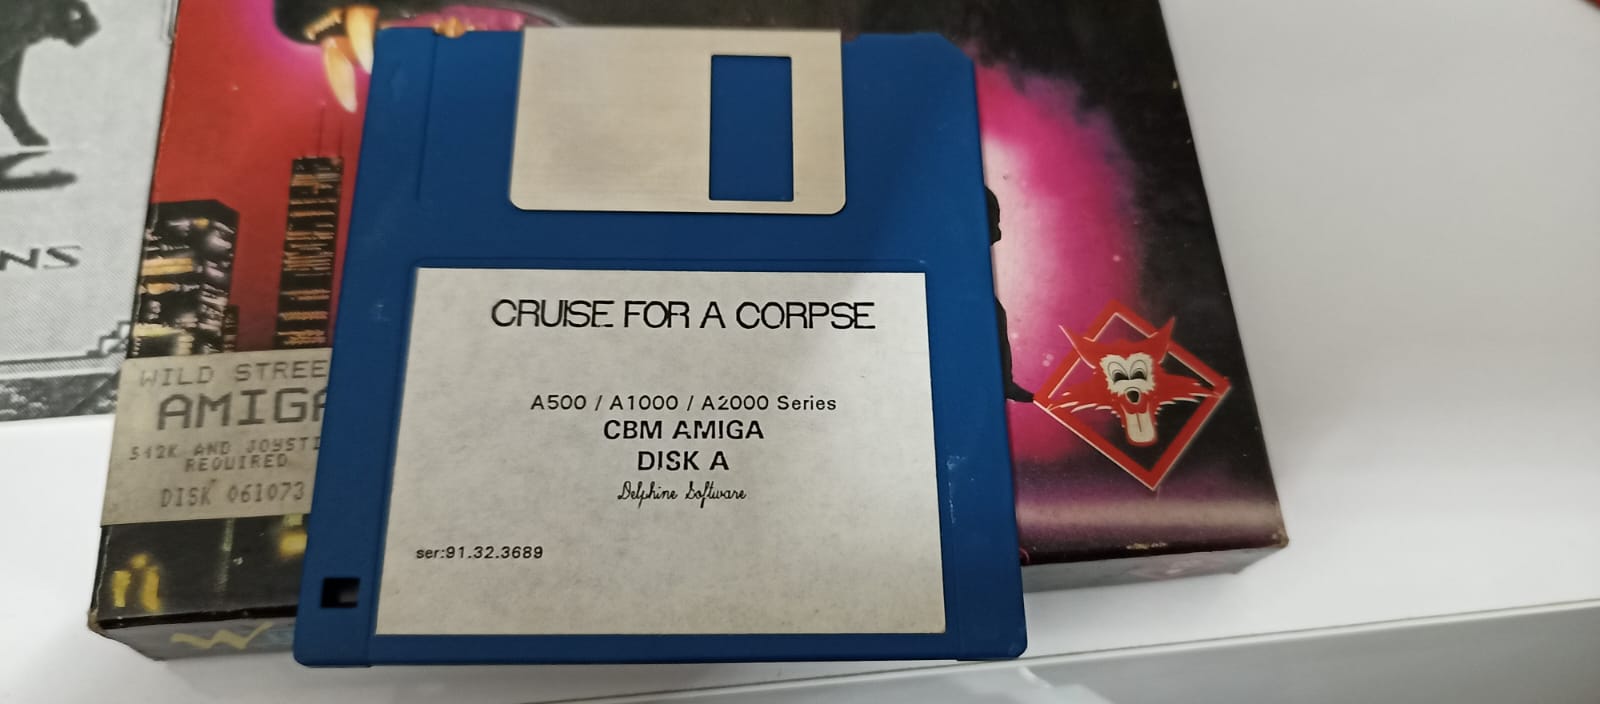 CRUISE FOR A CORPSE
A500 / A1000 / A2000 Series
CBM AMIGA
DISK A
Delphine Software
ser:91.32.3689
WILD STREE
AMIGA
512K AND JOYSTI
REQUIRED
DISK 061073
NS